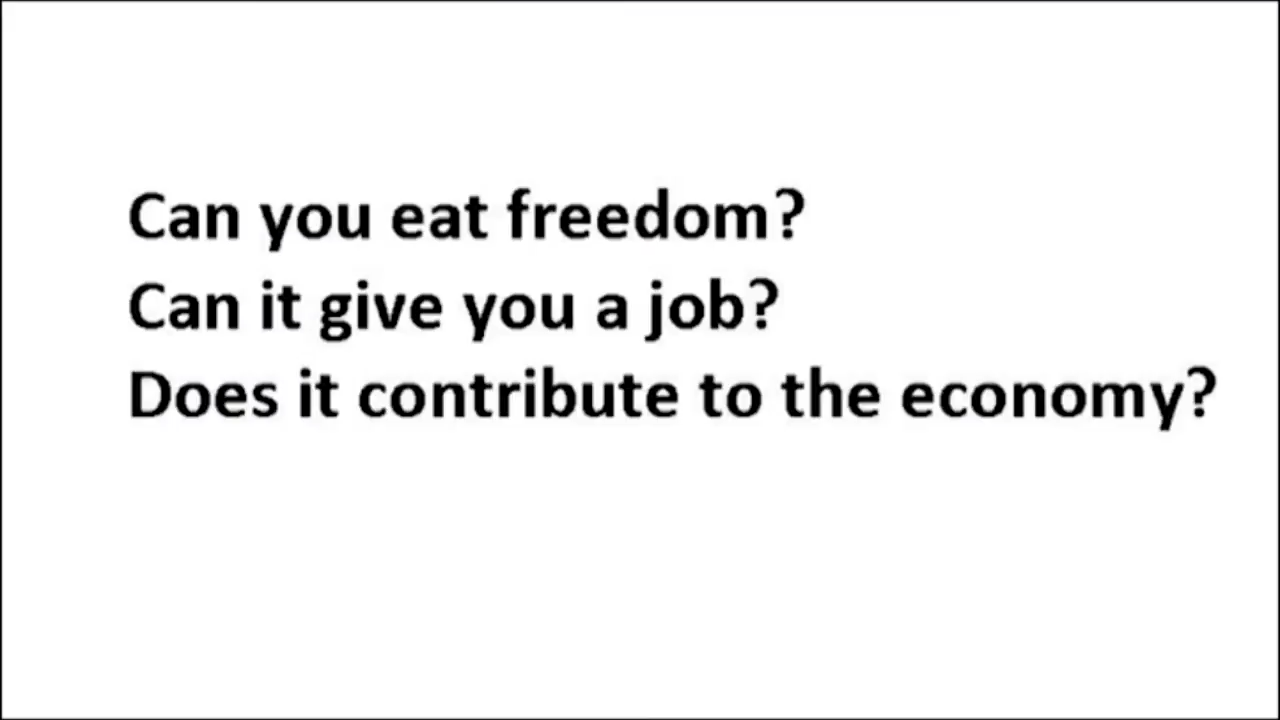 Can you eat freedom?
Can it give you a job?
Does it contribute to the economy?